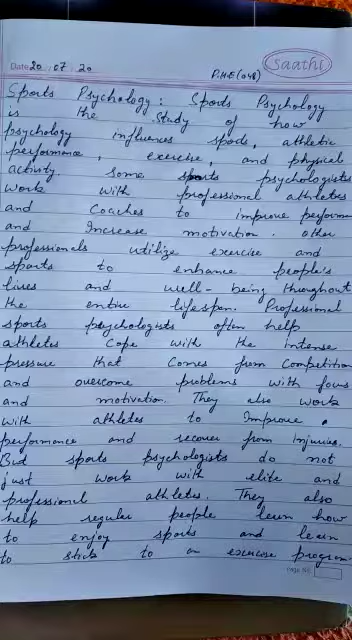 Date 20 . 07 . 20
P.H.E (048)
Saathi
Sports Psychology : Sports Psychology
is the study of how
psychology influences spots, athletic
performance, exercise, and physical
activity. Some sports psychologists
work with professional athletes
and Coaches to improve perform
and Increase motivation. Other
professionals utilize exercise and
sports to enhance people's
lives and well-being throughout
the entire lifespan. Professional
sports psychologists often help
athletes cope with the intense
pressure that comes from Competition
and overcome problems with focus
and motivation. They also work
with athletes to Improve
performance and recover from Injuries.
But sports psychologists do not
just work with elite and
professional athletes. They also
help regular people learn how
to enjoy sports and lean
to stick to an exercise program
PAGE NO.